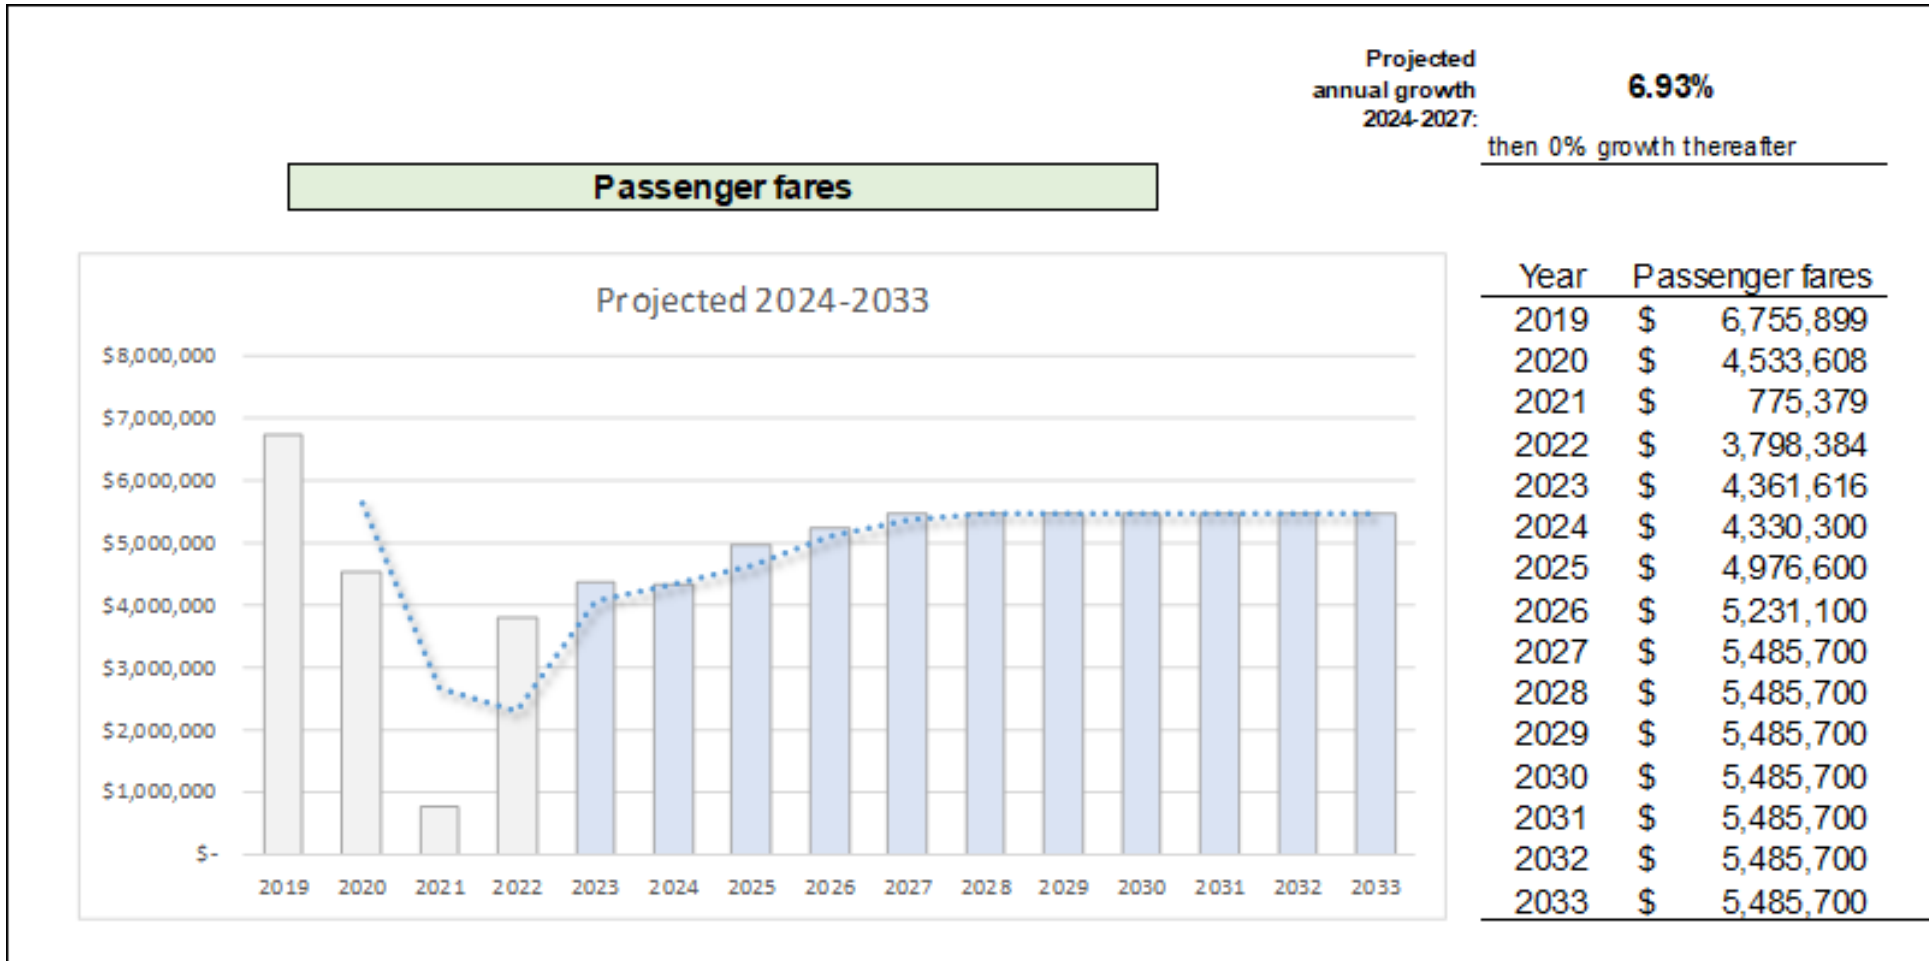 Projected
annual growth
2024-2027:
6.93%
then 0% growth thereafter
Passenger fares
Projected 2024-2033
$8,000,000
$7,000,000
$6,000,000
$5,000,000
$4,000,000
$3,000,000
$2,000,000
$1,000,000
$-
2019 2020 2021 2022 2023 2024 2025 2026 2027 2028 2029 2030 2031 2032 2033
Year Passenger fares
2019 $ 6,755,899
2020 $ 4,533,608
2021 $ 775,379
2022 $ 3,798,384
2023 $ 4,361,616
2024 $ 4,330,300
2025 $ 4,976,600
2026 $ 5,231,100
2027 $ 5,485,700
2028 $ 5,485,700
2029 $ 5,485,700
2030 $ 5,485,700
2031 $ 5,485,700
2032 $ 5,485,700
2033 $ 5,485,700